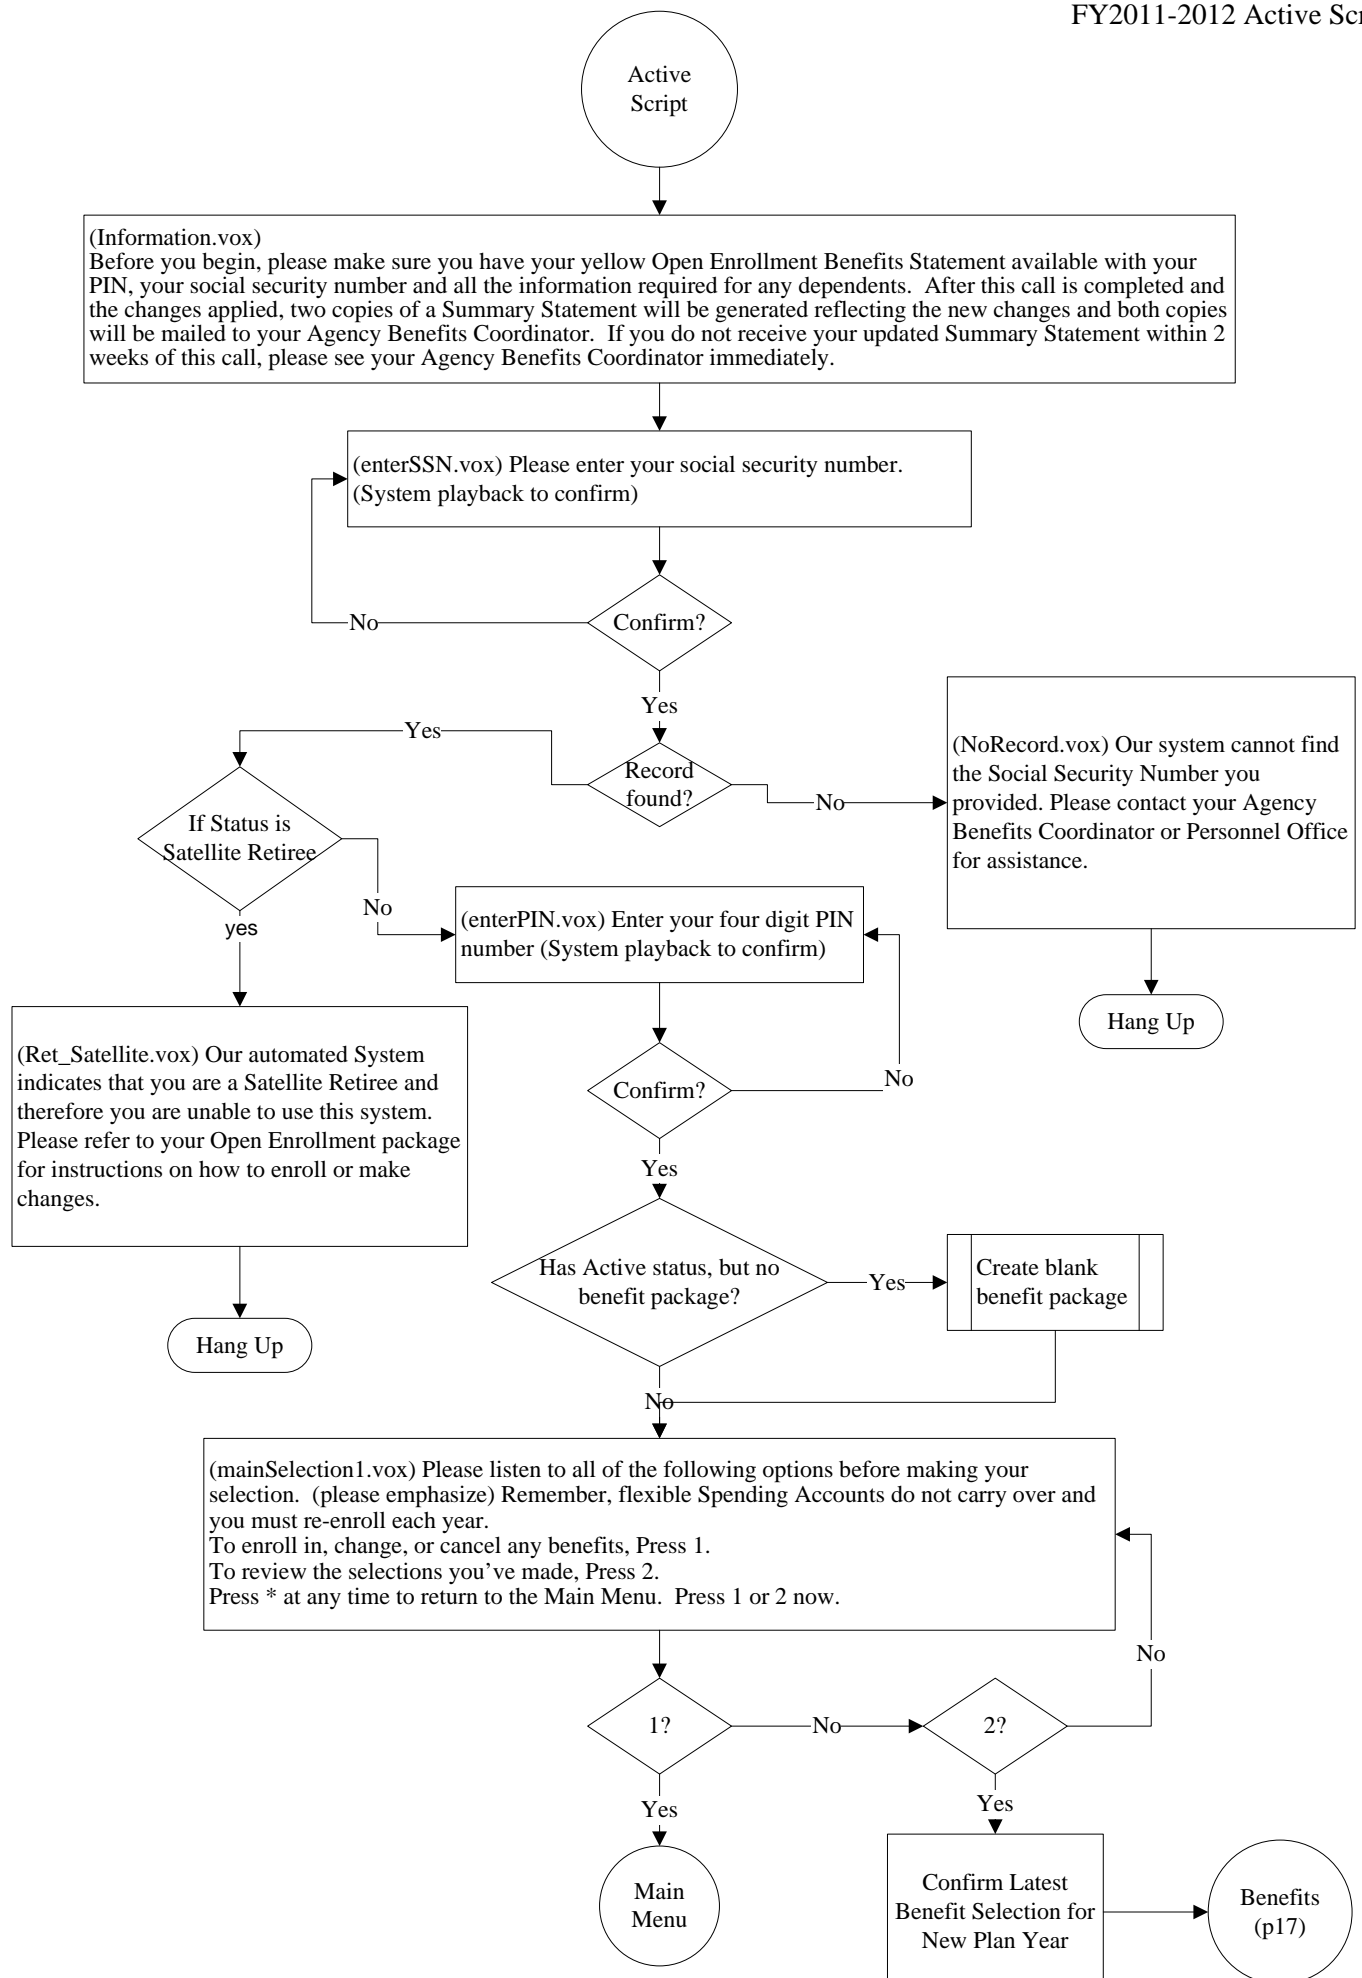 FY2011-2012 Active Scr
Active
Script
(Information.vox)
Before you begin, please make sure you have your yellow Open Enrollment Benefits Statement available with your
PIN, your social security number and all the information required for any dependents.  After this call is completed and
the changes applied, two copies of a Summary Statement will be generated reflecting the new changes and both copies
will be mailed to your Agency Benefits Coordinator.  If you do not receive your updated Summary Statement within 2
weeks of this call, please see your Agency Benefits Coordinator immediately.
(enterSSN.vox) Please enter your social security number.
(System playback to confirm)
Confirm?
No
Yes
Record
found?
Yes
No
(NoRecord.vox) Our system cannot find
the Social Security Number you
provided. Please contact your Agency
Benefits Coordinator or Personnel Office
for assistance.
Hang Up
If Status is
Satellite Retiree
No
yes
(enterPIN.vox) Enter your four digit PIN
number (System playback to confirm)
Confirm?
No
Yes
(Ret_Satellite.vox) Our automated System
indicates that you are a Satellite Retiree and
therefore you are unable to use this system.
Please refer to your Open Enrollment package
for instructions on how to enroll or make
changes.
Hang Up
Has Active status, but no
benefit package?
Yes
Create blank
benefit package
No
(mainSelection1.vox) Please listen to all of the following options before making your
selection.  (please emphasize) Remember, flexible Spending Accounts do not carry over and
you must re-enroll each year.
To enroll in, change, or cancel any benefits, Press 1.
To review the selections you've made, Press 2.
Press * at any time to return to the Main Menu.  Press 1 or 2 now.
1?
No
2?
No
Yes
Yes
Main
Menu
Confirm Latest
Benefit Selection for
New Plan Year
Benefits
(p17)